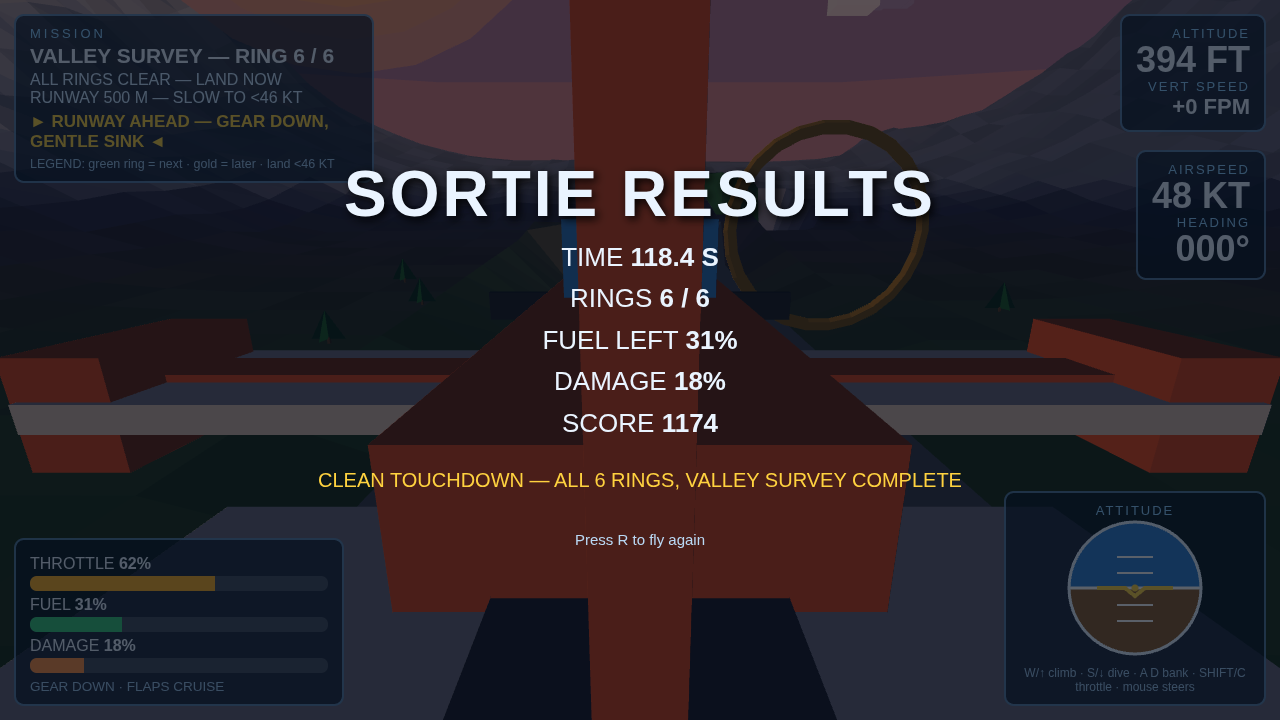 MISSION
VALLEY SURVEY — RING 6 / 6
ALL RINGS CLEAR — LAND NOW
RUNWAY 500 M — SLOW TO <46 KT
► RUNWAY AHEAD — GEAR DOWN,
GENTLE SINK ◄
LEGEND: green ring = next · gold = later · land <46 KT
ALTITUDE
394 FT
VERT SPEED
+0 FPM
AIRSPEED
48 KT
HEADING
000°
SORTIE RESULTS
TIME 118.4 S
RINGS 6 / 6
FUEL LEFT 31%
DAMAGE 18%
SCORE 1174
CLEAN TOUCHDOWN — ALL 6 RINGS, VALLEY SURVEY COMPLETE
Press R to fly again
THROTTLE 62%
FUEL 31%
DAMAGE 18%
GEAR DOWN · FLAPS CRUISE
ATTITUDE
W/↑ climb · S/↓ dive · A D bank · SHIFT/C
throttle · mouse steers